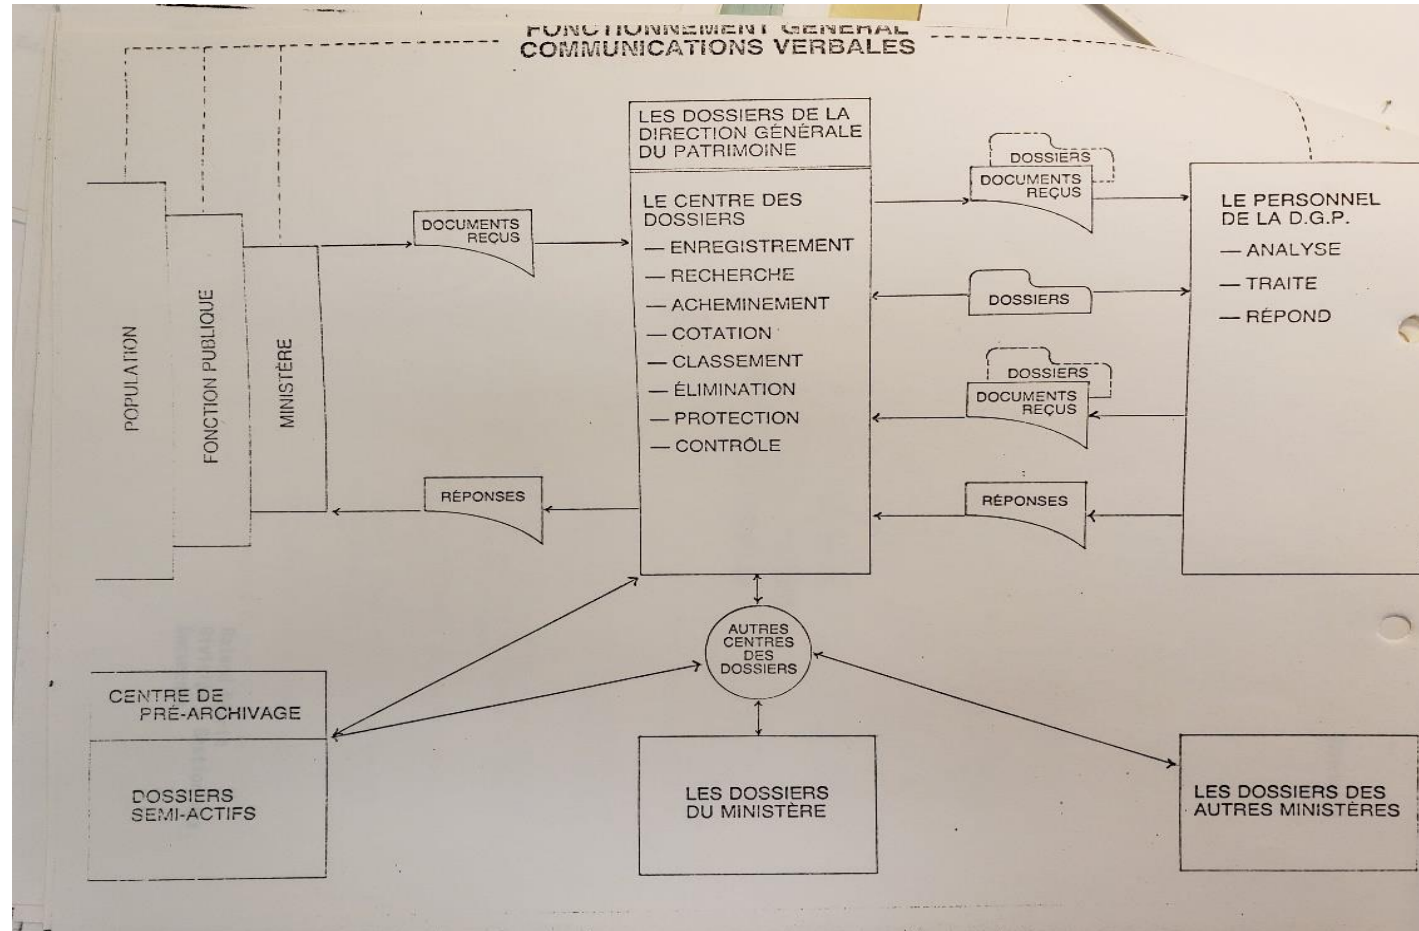 FONCTIONNEMENT GÉNÉRAL
COMMUNICATIONS VERBALES
POPULATION
FONCTION PUBLIQUE
MINISTÈRE
DOCUMENTS
REÇUS
RÉPONSES
LES DOSSIERS DE LA
DIRECTION GÉNÉRALE
DU PATRIMOINE
LE CENTRE DES
DOSSIERS
— ENREGISTREMENT
— RECHERCHE
— ACHEMINEMENT
— COTATION
— CLASSEMENT
— ÉLIMINATION
— PROTECTION
— CONTRÔLE
DOSSIERS
DOCUMENTS
REÇUS
DOSSIERS
DOSSIERS
DOCUMENTS
REÇUS
RÉPONSES
LE PERSONNEL
DE LA D.G.P.
— ANALYSE
— TRAITE
— RÉPOND
AUTRES
CENTRES
DES
DOSSIERS
CENTRE DE
PRÉ-ARCHIVAGE
DOSSIERS
SEMI-ACTIFS
LES DOSSIERS
DU MINISTÈRE
LES DOSSIERS DES
AUTRES MINISTÈRES